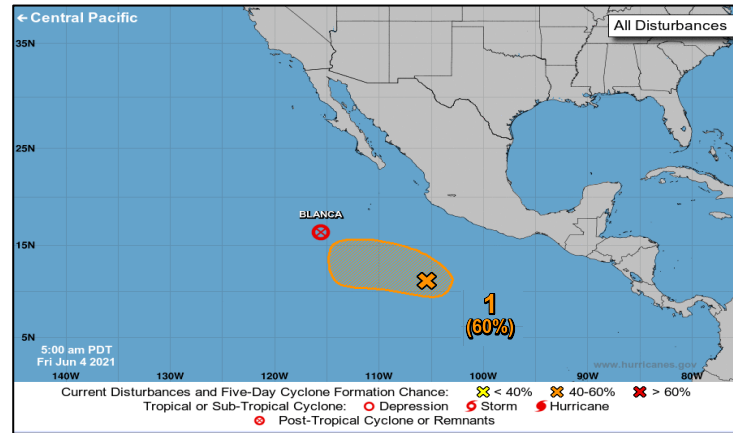 ← Central Pacific
All Disturbances
35N
25N
BLANCA
15N
1
(60%)
5N
5:00 am PDT
Fri Jun 4 2021
www.hurricanes.gov
140W 130W 120W 110W 100W 90W 80W
Current Disturbances and Five-Day Cyclone Formation Chance: < 40% 40-60% > 60%
Tropical or Sub-Tropical Cyclone: Depression Storm Hurricane
Post-Tropical Cyclone or Remnants